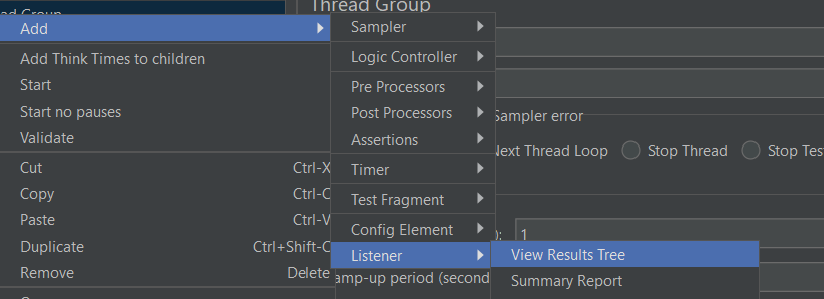 Thread Group
Add
Sampler
Logic Controller
Add Think Times to children
Start
Pre Processors
Start no pauses
Post Processors
Sampler error
Validate
Assertions
Next Thread Loop
Stop Thread
Stop Tes
Cut Ctrl-X
Timer
Copy Ctrl-C
Test Fragment
Paste Ctrl-V
Config Element
1
Duplicate Ctrl+Shift-C
Listener
View Results Tree
Remove Delete
amp-up period (second
Summary Report